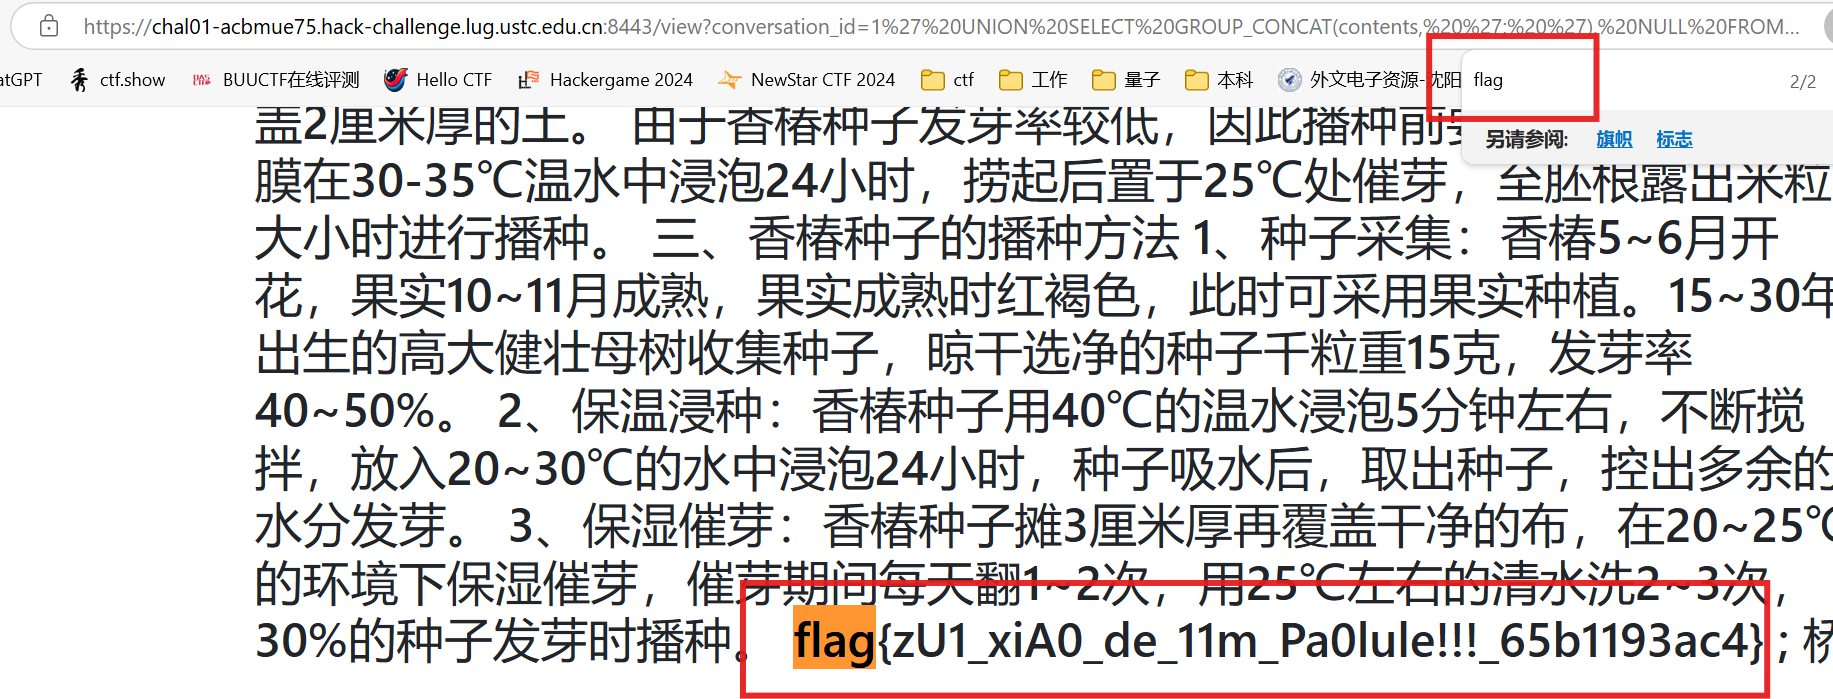 https://chal01-acbmue75.hack-challenge.lug.ustc.edu.cn:8443/view?conversation_id=1%27%20UNION%20SELECT%20GROUP_CONCAT(contents,%20%27;%20%27),%20NULL%20FROM...
atGPT ctf.show BUUCTF在线评测 Hello CTF Hackergame 2024 NewStar CTF 2024 ctf 工作 量子 本科 外文电子资源-沈阳
flag 2/2
另请参阅: 旗帜 标志
盖2厘米厚的土。 由于香椿种子发芽率较低，因此播种前
膜在30-35℃温水中浸泡24小时，捞起后置于25℃处催芽，至胚根露出米粒
大小时进行播种。 三、香椿种子的播种方法 1、种子采集：香椿5~6月开
花，果实10~11月成熟，果实成熟时红褐色，此时可采用果实种植。15~30年
出生的高大健壮母树收集种子，晾干选净的种子千粒重15克，发芽率
40~50%。 2、保温浸种：香椿种子用40℃的温水浸泡5分钟左右，不断搅
拌，放入20~30℃的水中浸泡24小时，种子吸水后，取出种子，控出多余的
水分发芽。 3、保湿催芽：香椿种子摊3厘米厚再覆盖干净的布，在20~25℃
的环境下保湿催芽，催芽期间每天翻1~2次，用25℃左右的清水洗2~3次，
30%的种子发芽时播种。 flag{zU1_xiA0_de_11m_Pa0lule!!!_65b1193ac4} ;